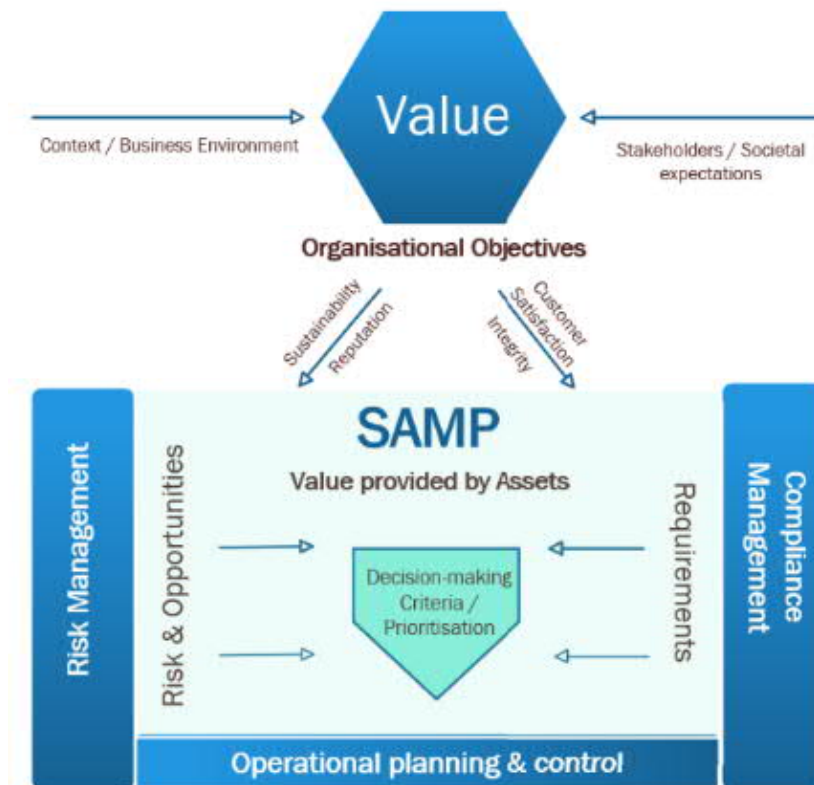 Value
Context / Business Environment
Stakeholders / Societal
expectations
Organisational Objectives
Sustainability
Reputation
Customer
Satisfaction
Integrity
SAMP
Value provided by Assets
Risk Management
Risk & Opportunities
Decision-making
Criteria /
Prioritisation
Requirements
Compliance
Management
Operational planning & control